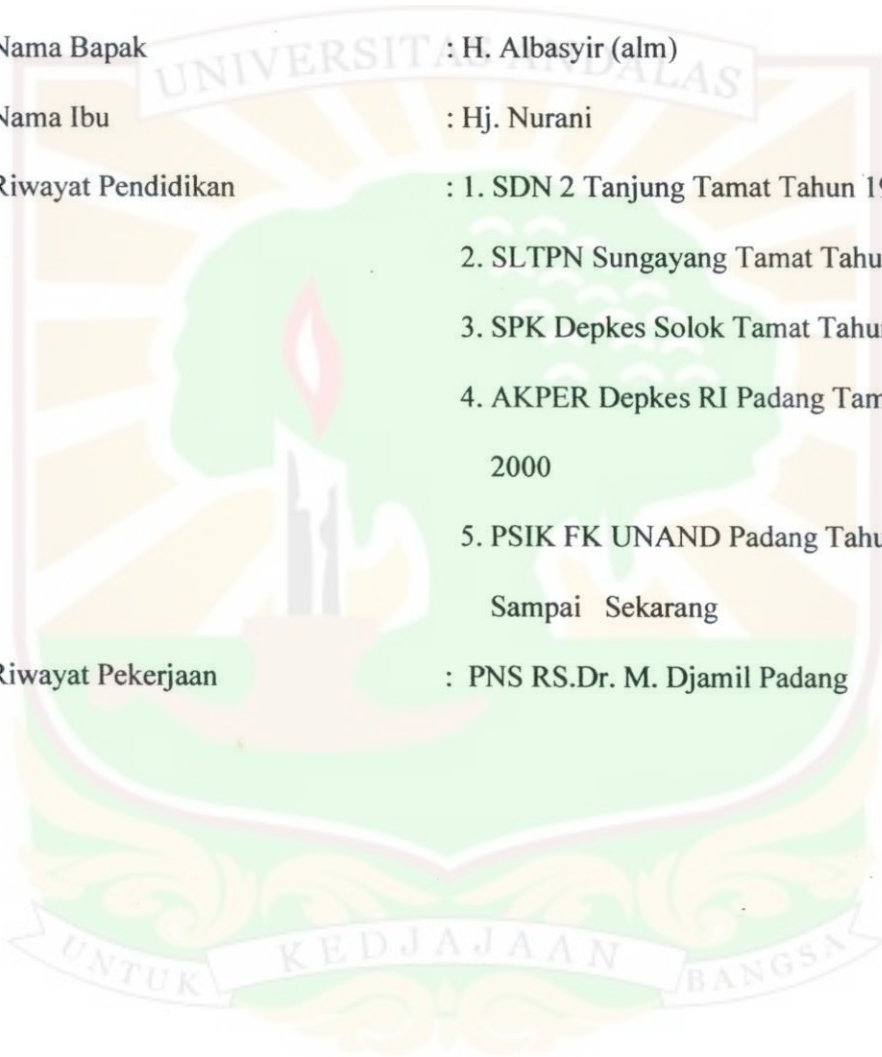 UNIVERSITAS ANDALAS
Nama Bapak : H. Albasyir (alm)
Nama Ibu : Hj. Nurani
Riwayat Pendidikan : 1. SDN 2 Tanjung Tamat Tahun
2. SLTPN Sungayang Tamat
3. SPK Depkes Solok Tamat
4. AKPER Depkes RI Padang
2000
5. PSIK FK UNAND Padang
Sampai Sekarang
Riwayat Pekerjaan : PNS RS.Dr. M. Djamil Padang
UNTUK KEDJAJAAN BANGSA